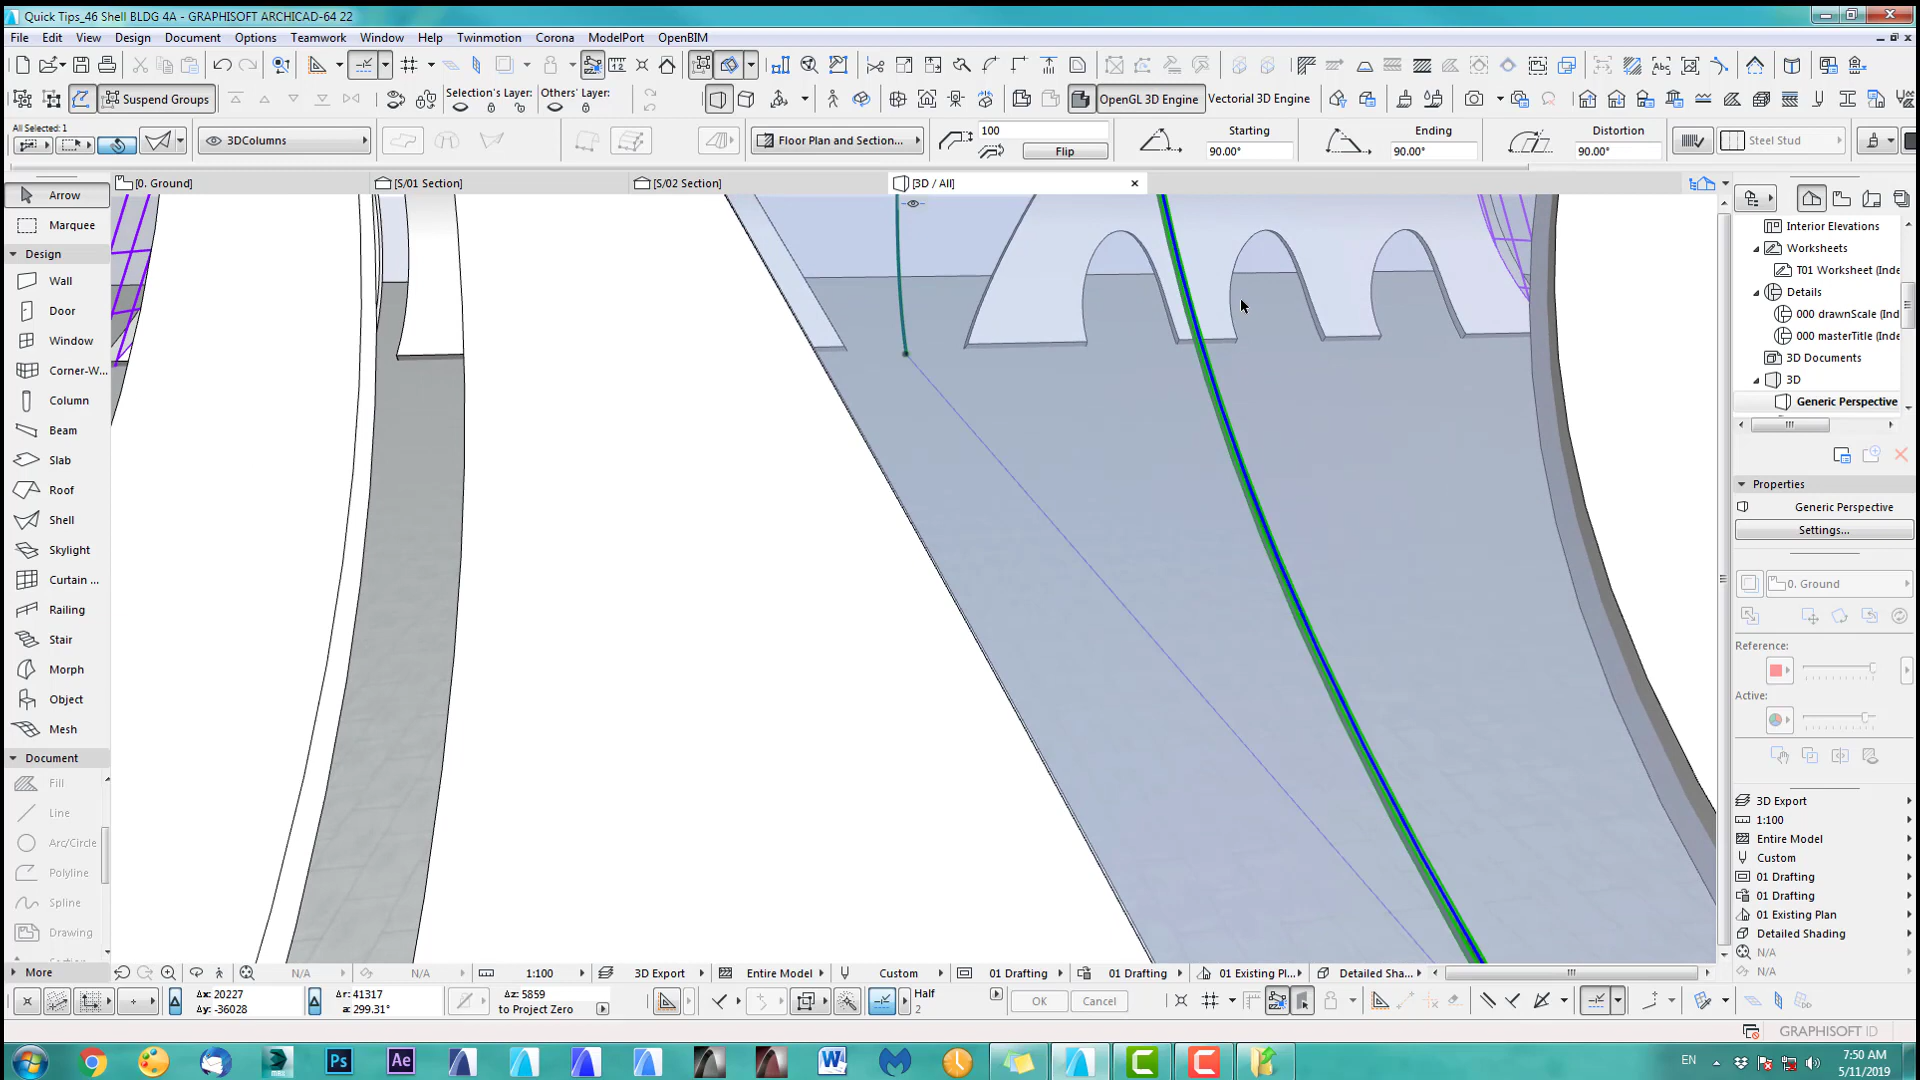 Quick Tips_46 Shell BLDG 4A - GRAPHISOFT ARCHICAD-64 22
File Edit View Design Document Options Teamwork Window Help Twinmotion Corona ModelPort OpenBIM
Suspend Groups
Selection's Layer:
Others' Layer:
OpenGL 3D Engine
Vectorial 3D Engine
All Selected: 1
3DColumns
Floor Plan and Section...
100
Flip
Starting
90.00°
Ending
90.00°
Distortion
90.00°
Steel Stud
[0. Ground]
[S/01 Section]
[S/02 Section]
[3D / All]
Arrow
Marquee
Design
Wall
Door
Window
Corner-W...
Column
Beam
Slab
Roof
Shell
Skylight
Curtain ...
Railing
Stair
Morph
Object
Mesh
Document
Fill
Line
Arc/Circle
Polyline
Spline
Drawing
More
Interior Elevations
Worksheets
T01 Worksheet (Inde
Details
000 drawnScale (Ind
000 masterTitle (Ind
3D Documents
3D
Generic Perspective
Properties
Generic Perspective
Settings...
0. Ground
Reference:
Active:
3D Export
1:100
Entire Model
Custom
01 Drafting
01 Drafting
01 Existing Plan
Detailed Shading
N/A
N/A
N/A
N/A
1:100
3D Export
Entire Model
Custom
01 Drafting
01 Drafting
01 Existing Pl...
Detailed Sha...
Δx: 20227
Δy: -36028
Δr: 41317
a: 299.31°
Δz: 5859
to Project Zero
Half
2
OK
Cancel
GRAPHISOFT ID
Ps
Ae
EN
7:50 AM
5/11/2019